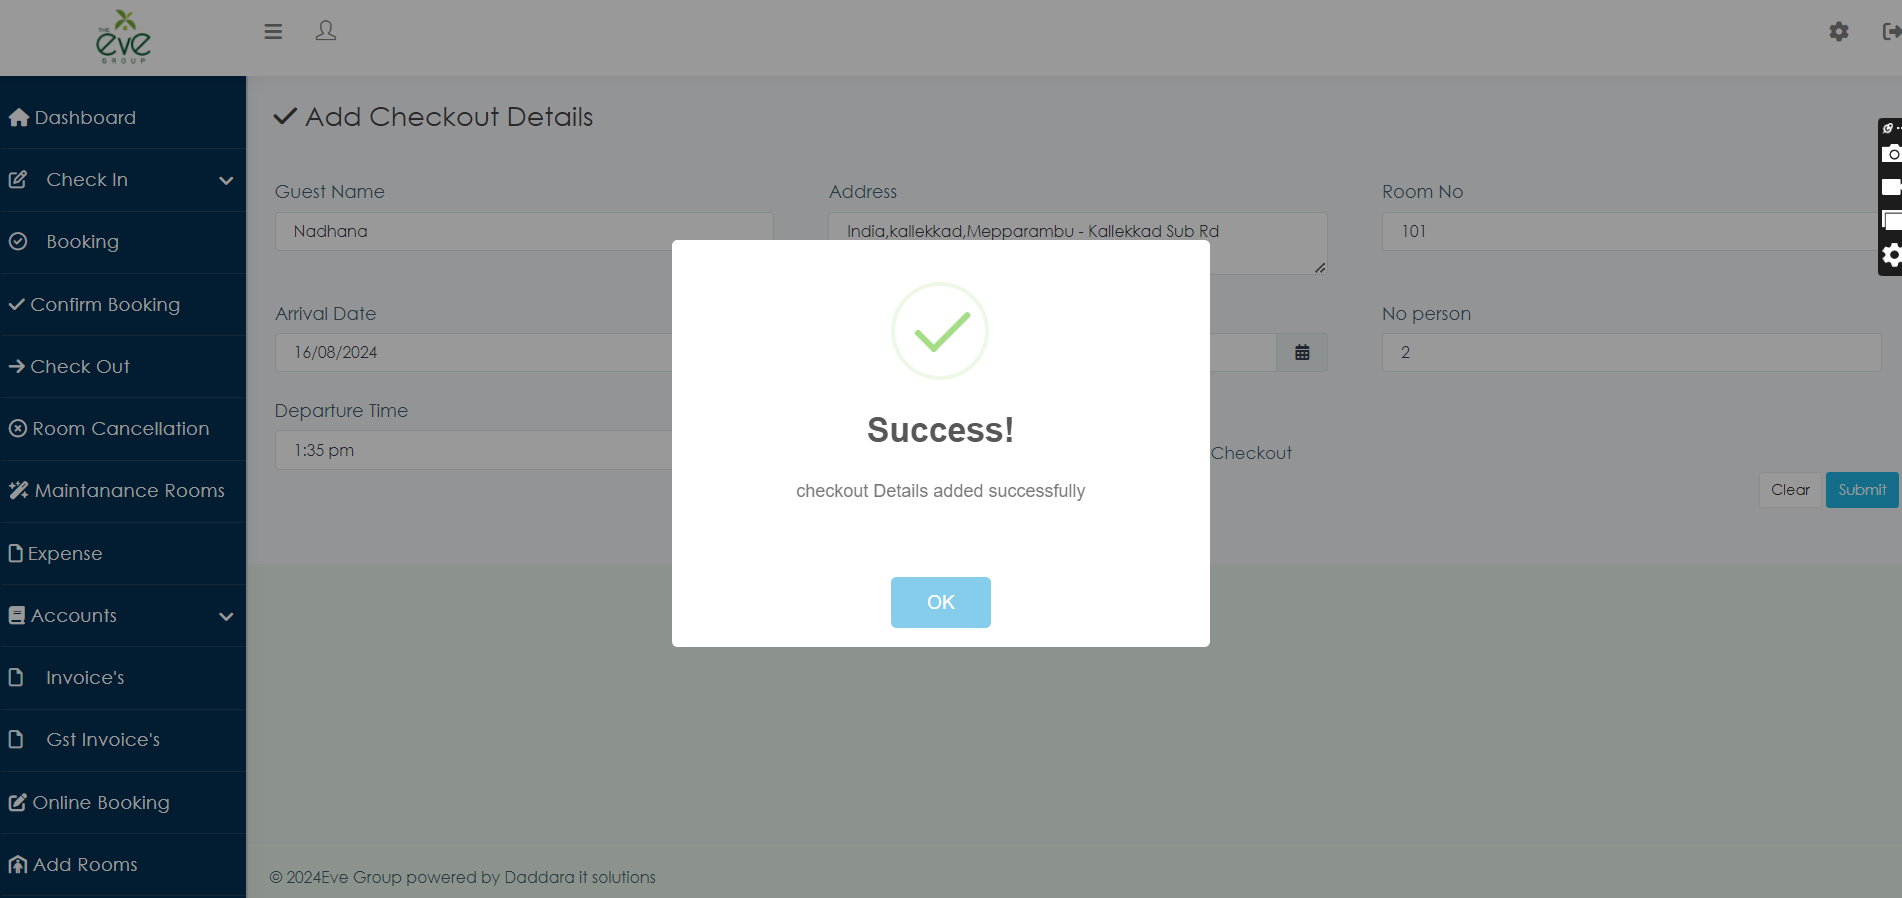 THE
eve
GROUP
Dashboard
Check In
Booking
Confirm Booking
Check Out
Room Cancellation
Maintanance Rooms
Expense
Accounts
Invoice's
Gst Invoice's
Online Booking
Add Rooms
Add Checkout Details
Guest Name
Address
Room No
Nadhana
India,kallekkad,Mepparambu - Kallekkad Sub Rd
101
Arrival Date
No person
16/08/2024
2
Departure Time
1:35 pm
Checkout
Clear
Submit
Success!
checkout Details added successfully
OK
© 2024Eve Group powered by Daddara it solutions